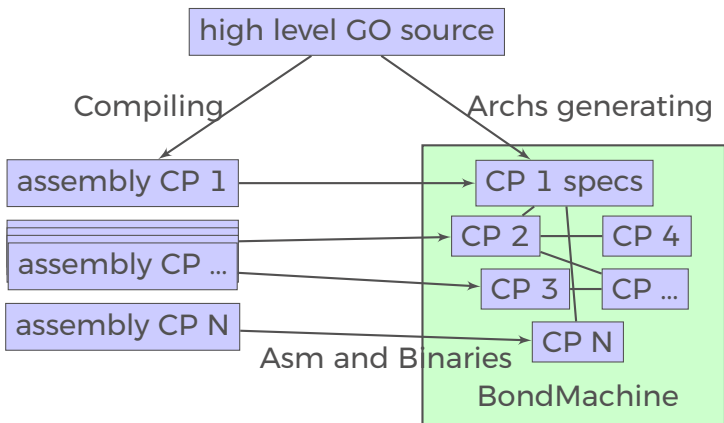 high level GO source
Compiling
Archs generating
assembly CP 1
CP 1 specs
CP 2
CP 4
assembly CP ...
CP 3
CP ...
assembly CP N
CP N
Asm and Binaries
BondMachine